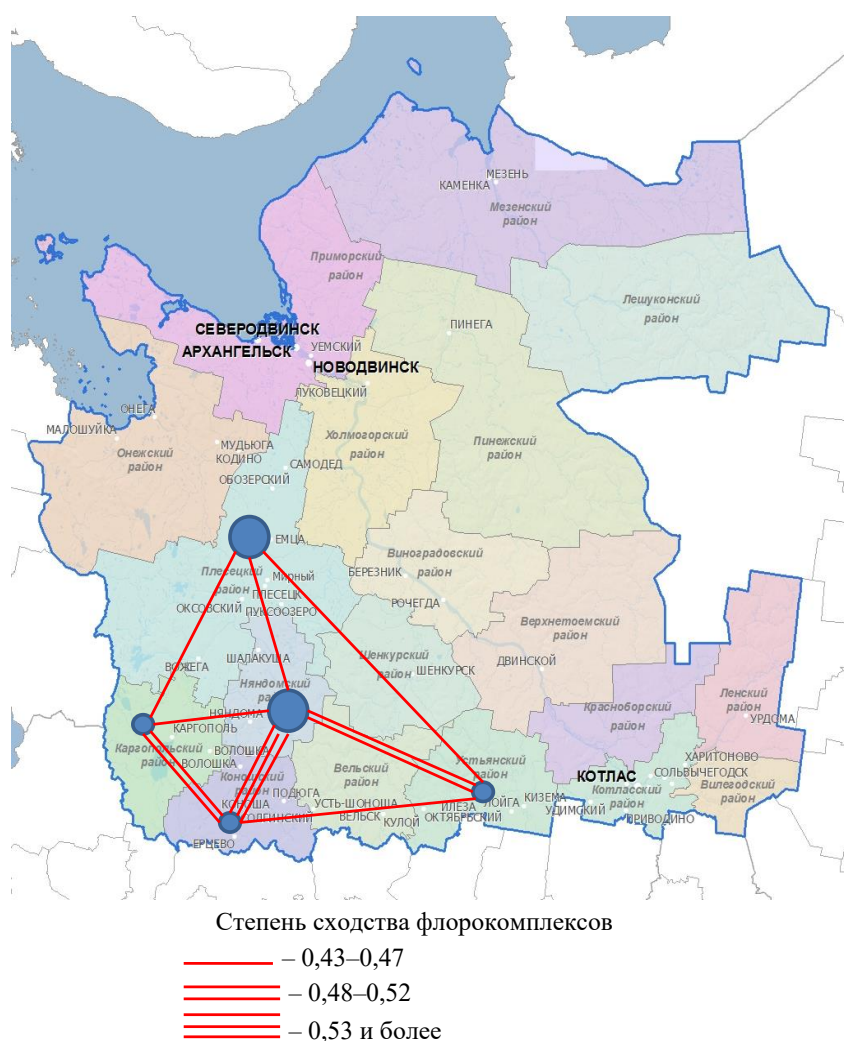 МЕЗЕНЬ
КАМЕНКА
Мезенский
район
Приморский
район
Лешуконский
район
СЕВЕРОДВИНСК
ПИНЕГА
УЕМСКИЙ
АРХАНГЕЛЬСК
НОВОДВИНСК
ЛУКОВЕЦКИЙ
ОНЕГА
МАЛОШУЙКА
Онежский
район
МУДЬЮГА
КОДИНО
Холмогорский
район
Пинежский
район
САМОДЕД
ОБОЗЕРСКИЙ
ЕМЦА
Виноградовский
район
БЕРЕЗНИК
Плесецкий
район
Мирный
ПЛЕСЕЦК
ОКСОВСКИЙ
ПУКСООЗЕРО
РОЧЕГДА
Верхнетоемский
район
ШАЛАКУША
ВОЖЕГА
Шенкурский
район
ШЕНКУРСК
ДВИНСКОЙ
Няндомский
НЯНДОМА
КАРГОПОЛЬ
Каргопольский
район
ВОЛОШКА
ВОЛОШКА
Красноборский
район
Ленский
район
УРДОМА
Коношский
район
ПОДЮГА
КОНОША
ЕРЦЕВО
Вельский
район
УСТЬ-ШОНОША
ВЕЛЬСК
КУЛОЙ
Устьянский
район
ИЛЕЗА
ЛОЙГА
КИЗЕМА
ОКТЯБРЬСКИЙ
УДИМСКИЙ
КОТЛАС
ХАРИТОНОВО
СОЛЬВЫЧЕГОДСК
Котласский
район
Вилегодский
район
ПРИВОДИНО
Степень сходства флорокомплексов
– 0,43–0,47
– 0,48–0,52
– 0,53 и более